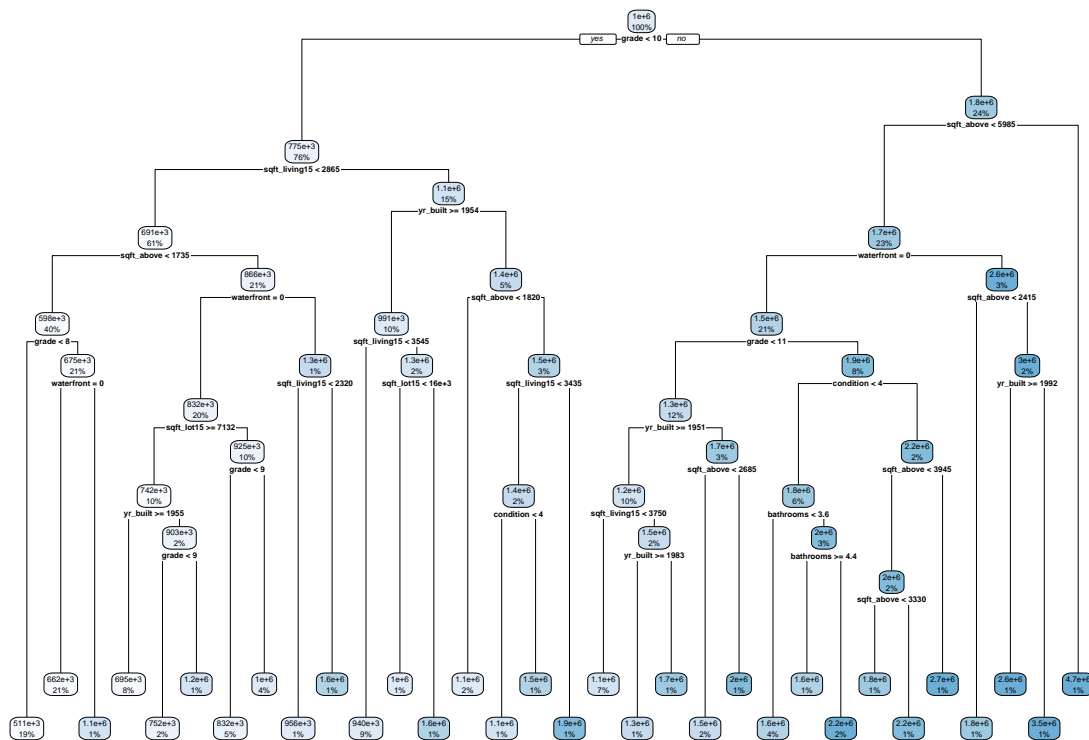 1e+6
100%
yes grade < 10 no
1.8e+6
24%
sqft_above < 5985
775e+3
76%
sqft_living15 < 2865
1.1e+6
15%
yr_built >= 1954
691e+3
61%
sqft_above < 1735
1.7e+6
23%
waterfront = 0
866e+3
21%
waterfront = 0
1.4e+6
5%
sqft_above < 1820
2.6e+6
3%
sqft_above < 2415
598e+3
40%
grade < 8
991e+3
10%
sqft_living15 < 3545
1.5e+6
21%
grade < 11
675e+3
21%
waterfront = 0
1.3e+6
1%
sqft_living15 < 2320
1.3e+6
2%
sqft_lot15 < 16e+3
1.5e+6
3%
sqft_living15 < 3435
1.9e+6
8%
condition < 4
3e+6
2%
yr_built >= 1992
832e+3
20%
sqft_lot15 >= 7132
1.3e+6
12%
yr_built >= 1951
925e+3
10%
grade < 9
1.7e+6
3%
sqft_above < 2685
2.2e+6
2%
sqft_above < 3945
742e+3
10%
yr_built >= 1955
1.4e+6
2%
condition < 4
1.2e+6
10%
sqft_living15 < 3750
1.8e+6
6%
bathrooms < 3.6
903e+3
2%
grade < 9
1.5e+6
2%
yr_built >= 1983
2e+6
3%
bathrooms >= 4.4
2e+6
2%
sqft_above < 3330
662e+3
21%
695e+3
8%
1.2e+6
1%
1e+6
4%
1.6e+6
1%
1e+6
1%
1.1e+6
2%
1.5e+6
1%
1.1e+6
7%
1.7e+6
1%
2e+6
1%
1.6e+6
1%
1.8e+6
1%
2.7e+6
1%
2.6e+6
1%
4.7e+6
1%
511e+3
19%
1.1e+6
1%
752e+3
2%
832e+3
5%
956e+3
1%
940e+3
9%
1.6e+6
1%
1.1e+6
1%
1.9e+6
1%
1.3e+6
1%
1.5e+6
2%
1.6e+6
4%
2.2e+6
2%
2.2e+6
1%
1.8e+6
1%
3.5e+6
1%